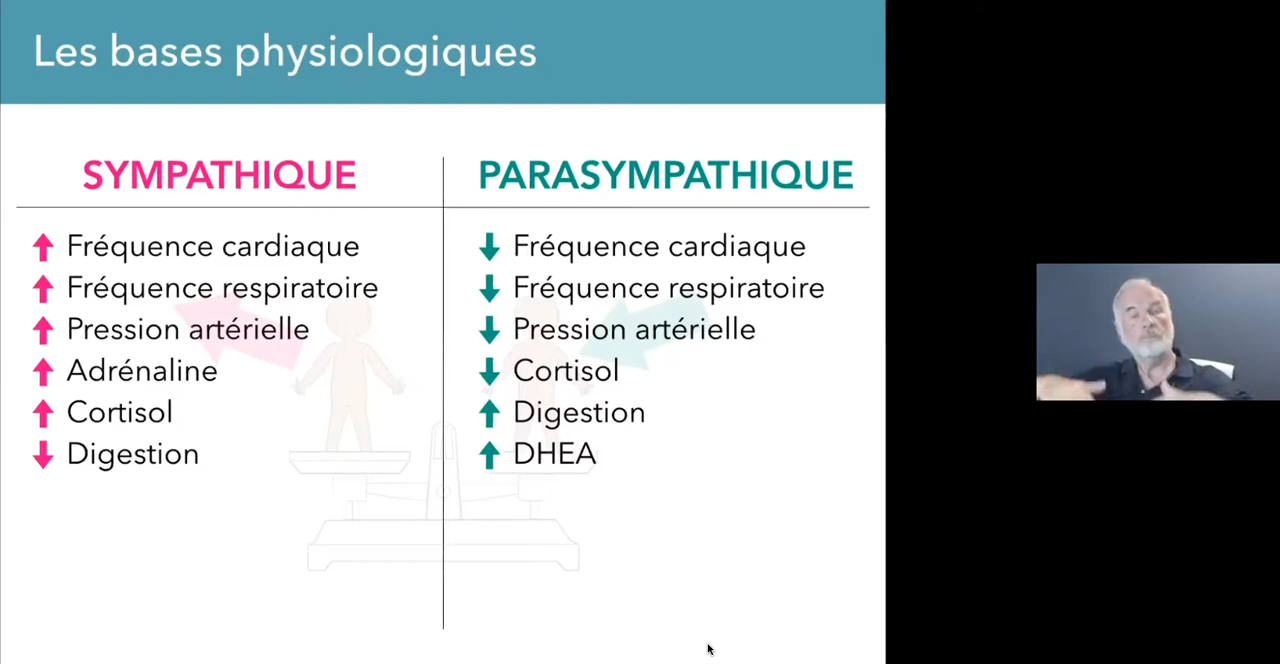 Les bases physiologiques
SYMPATHIQUE
Fréquence cardiaque
Fréquence respiratoire
Pression artérielle
Adrénaline
Cortisol
Digestion
PARASYMPATHIQUE
Fréquence cardiaque
Fréquence respiratoire
Pression artérielle
Cortisol
Digestion
DHEA